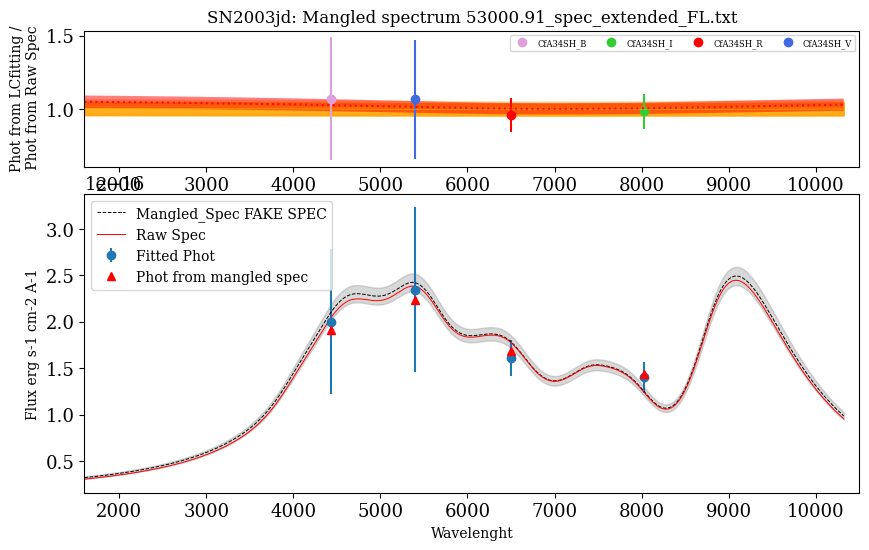 SN2003jd: Mangled spectrum 53000.91_spec_extended_FL.txt
Phot from LCfitting /
Phot from Raw Spec
1.5
1.0
CfA34SH_B CfA34SH_I CfA34SH_R CfA34SH_V
2000 3000 4000 5000 6000 7000 8000 9000 10000
1e−16
Flux erg s-1 cm-2 A-1
3.0
2.5
2.0
1.5
1.0
0.5
Mangled_Spec FAKE SPEC
Raw Spec
Fitted Phot
Phot from mangled spec
2000 3000 4000 5000 6000 7000 8000 9000 10000
Wavelenght